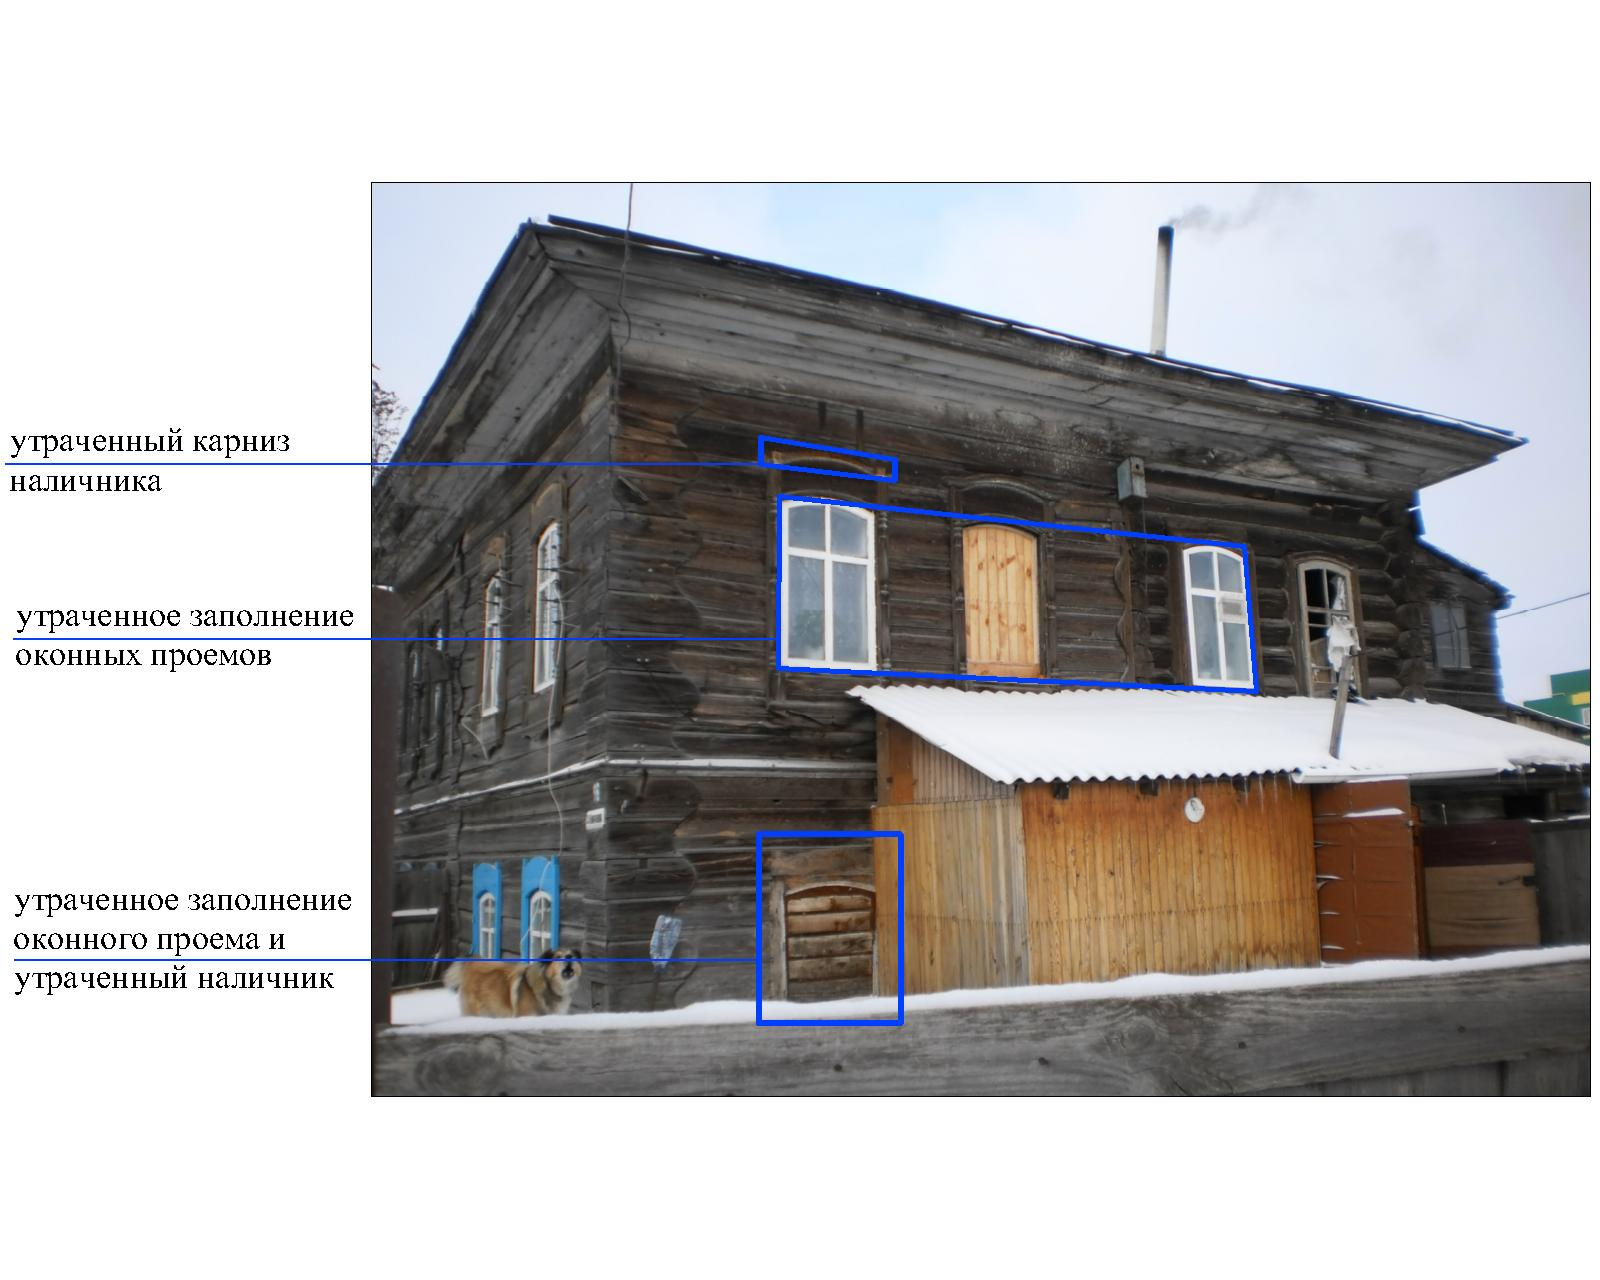 утраченный карниз
наличника
утраченное заполнение
оконных проемов
утраченное заполнение
оконного проема и
утраченный наличник